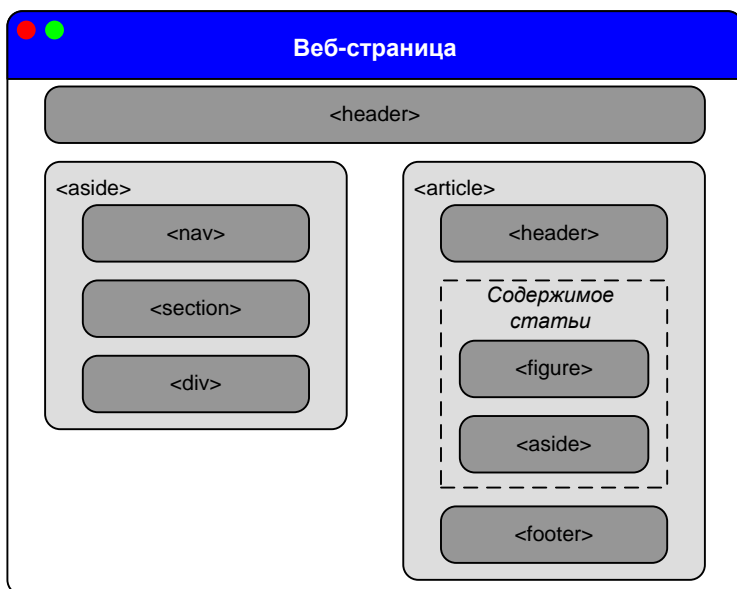 Веб-страница
<header>
<aside>
<nav>
<section>
<div>
<article>
<header>
Содержимое
статьи
<figure>
<aside>
<footer>